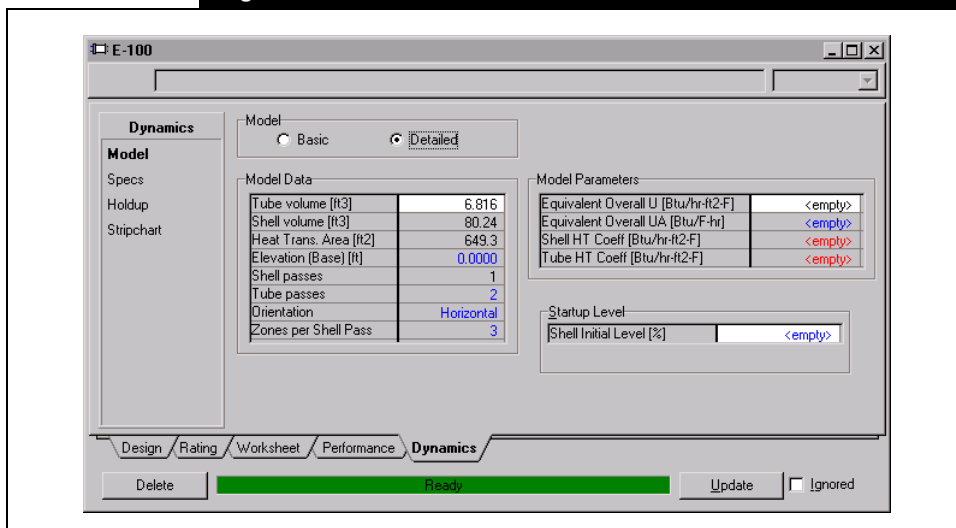 E-100
Dynamics
Model
Specs
Holdup
Stripchart
Model
Basic Detailed
Model Data
Tube volume [ft3] 6.816
Shell volume [ft3] 80.24
Heat Trans. Area [ft2] 649.3
Elevation (Base) [ft] 0.0000
Shell passes 1
Tube passes 2
Orientation Horizontal
Zones per Shell Pass 3
Model Parameters
Equivalent Overall U [Btu/hr-ft2-F] <empty>
Equivalent Overall UA [Btu/F-hr] <empty>
Shell HT Coeff [Btu/hr-ft2-F] <empty>
Tube HT Coeff [Btu/hr-ft2-F] <empty>
Startup Level
Shell Initial Level [%] <empty>
Design Rating Worksheet Performance Dynamics
Delete Ready Update Ignored